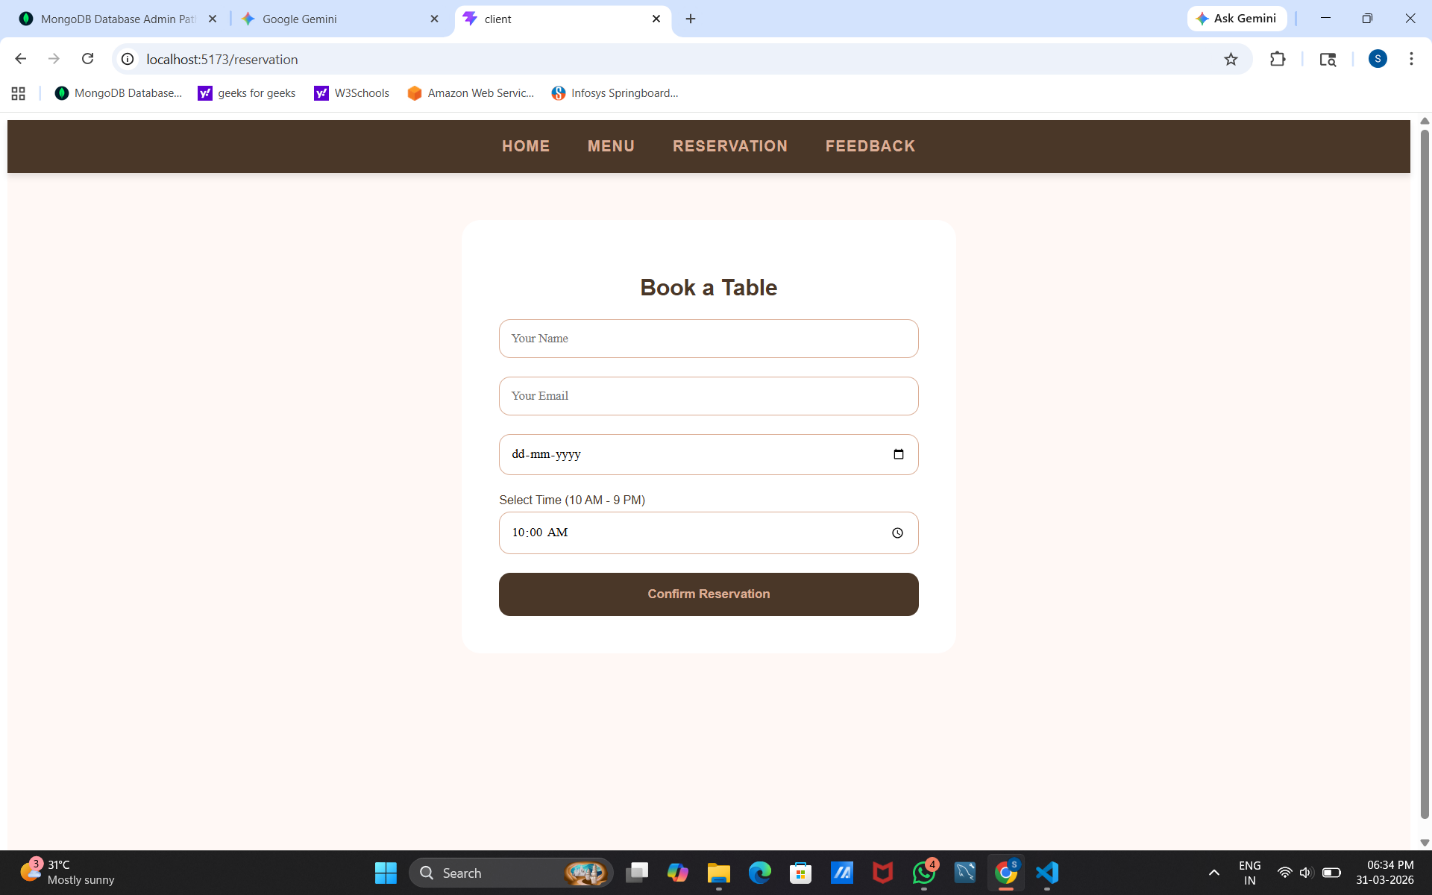 MongoDB Database Admin Pat
Google Gemini
client
Ask Gemini
localhost:5173/reservation
S
MongoDB Database...
geeks for geeks
W3Schools
Amazon Web Servic...
Infosys Springboard...
HOME MENU RESERVATION FEEDBACK
Book a Table
Your Name
Your Email
dd-mm-yyyy
Select Time (10 AM - 9 PM)
10:00 AM
Confirm Reservation
3
31°C
Mostly sunny
Search
4
S
ENG
IN
06:34 PM
31-03-2026